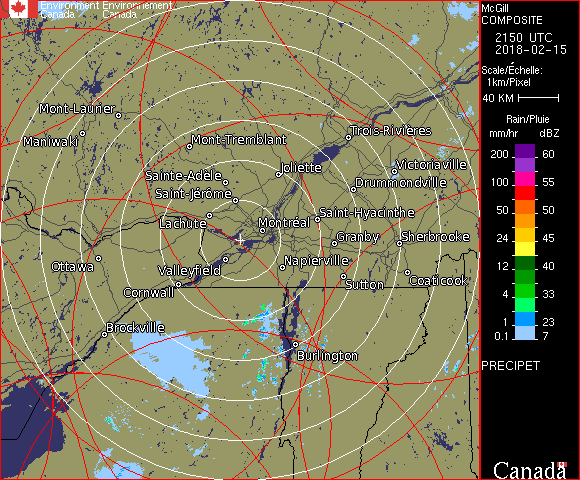 Environment Environnement
Canada Canada
McGill
COMPOSITE
2150 UTC
2018-02-15
Scale/Échelle:
1km/Pixel
40 KM
Rain/Pluie
mm/hr dBZ
200 60
100 55
50 50
24 45
12 40
4 33
1 23
0.1 7
PRECIPET
Canada
Mont-Laurier
Maniwaki
Mont-Tremblant
Trois-Rivières
Joliette
Victoriaville
Sainte-Adèle
Drummondville
Saint-Jérôme
Saint-Hyacinthe
Lachute
Montréal
Granby
Sherbrooke
Ottawa
Valleyfield
Napierville
Cornwall
Sutton
Coaticook
Brockville
Burlington